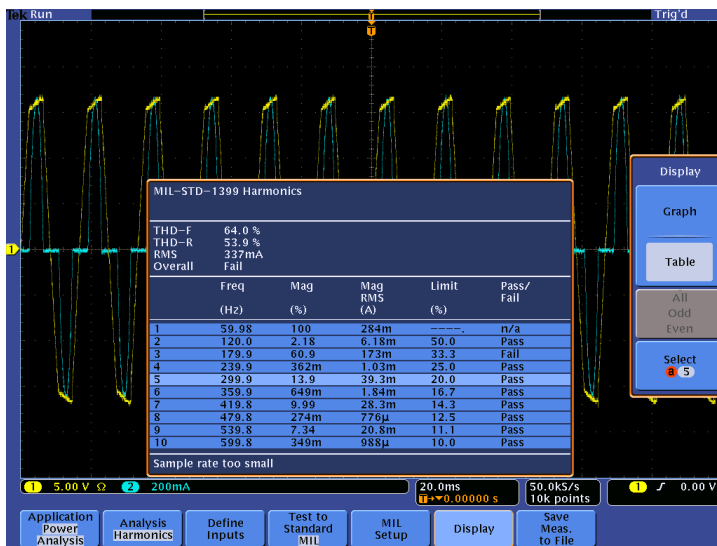 Tek Run Trig'd
T
1
MIL-STD-1399 Harmonics
THD-F 64.0 %
THD-R 53.9 %
RMS 337mA
Overall Fail
Freq Mag Mag RMS Limit Pass/Fail
(Hz) (%) (A) (%)
1 59.98 100 284m ----. n/a
2 120.0 2.18 6.18m 50.0 Pass
3 179.9 60.9 173m 33.3 Fail
4 239.9 362m 1.03m 25.0 Pass
5 299.9 13.9 39.3m 20.0 Pass
6 359.9 649m 1.84m 16.7 Pass
7 419.8 9.99 28.3m 14.3 Pass
8 479.8 274m 776µ 12.5 Pass
9 539.8 7.34 20.8m 11.1 Pass
10 599.8 349m 988µ 10.0 Pass
Sample rate too small
Display
Graph
Table
All
Odd
Even
Select
a 5
1 5.00 V Ω 2 200mA 20.0ms 50.0kS/s 1 0.00 V
T→▼0.00000 s 10k points
Application
Power
Analysis
Analysis
Harmonics
Define
Inputs
Test to
Standard
MIL
MIL
Setup
Display
Save
Meas.
to File